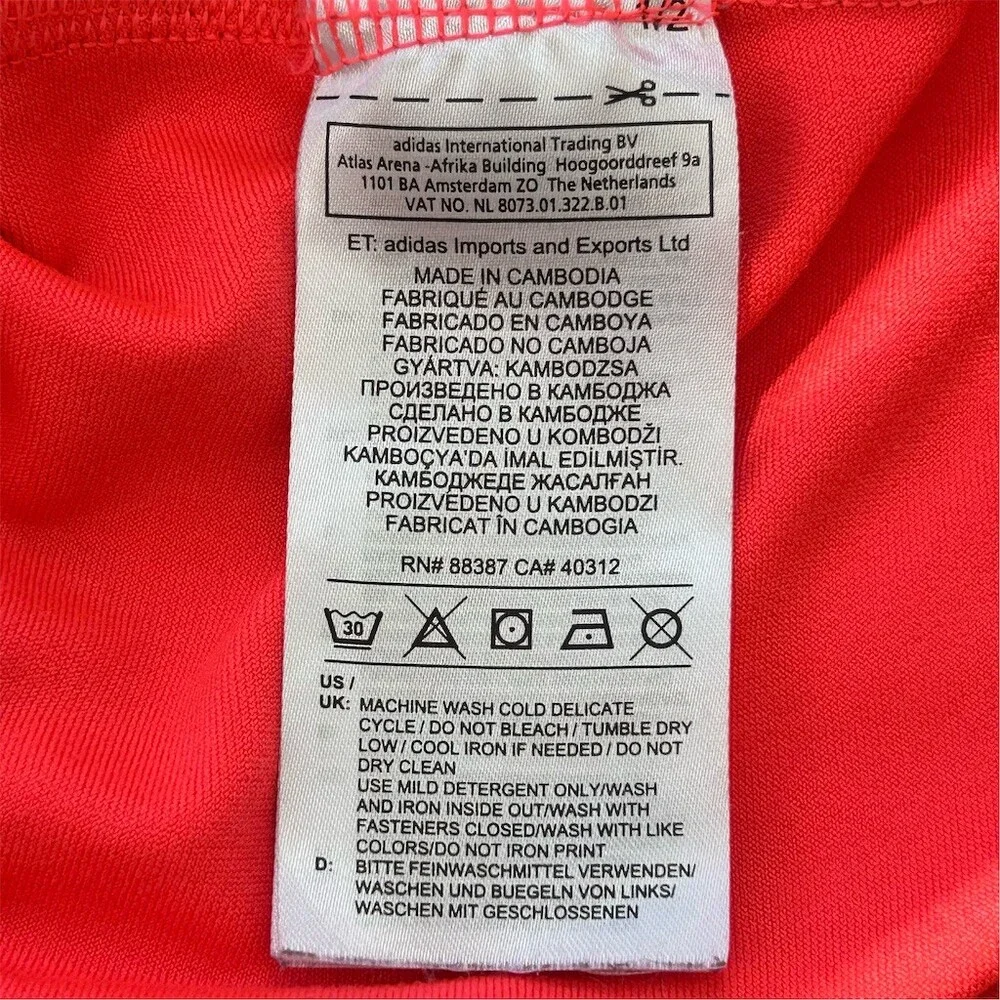 1/2
adidas International Trading BV
Atlas Arena -Afrika Building Hoogoorddreef 9a
1101 BA Amsterdam ZO The Netherlands
VAT NO. NL 8073.01.322.B.01
ET: adidas Imports and Exports Ltd
MADE IN CAMBODIA
FABRIQUÉ AU CAMBODGE
FABRICADO EN CAMBOYA
FABRICADO NO CAMBOJA
GYÁRTVA: KAMBODZSA
ПРОИЗВЕДЕНО В КАМБОДЖА
СДЕЛАНО В КАМБОДЖЕ
PROIZVEDENO U KOMBODŽI
KAMBOÇYA'DA İMAL EDİLMİŞTİR.
КАМБОДЖЕДЕ ЖАСАЛҒАН
PROIZVEDENO U KAMBODZI
FABRICAT ÎN CAMBOGIA
RN# 88387 CA# 40312
30
US /
UK: MACHINE WASH COLD DELICATE
CYCLE / DO NOT BLEACH / TUMBLE DRY
LOW / COOL IRON IF NEEDED / DO NOT
DRY CLEAN
USE MILD DETERGENT ONLY/WASH
AND IRON INSIDE OUT/WASH WITH
FASTENERS CLOSED/WASH WITH LIKE
COLORS/DO NOT IRON PRINT
D: BITTE FEINWASCHMITTEL VERWENDEN/
WASCHEN UND BUEGELN VON LINKS/
WASCHEN MIT GESCHLOSSENEN